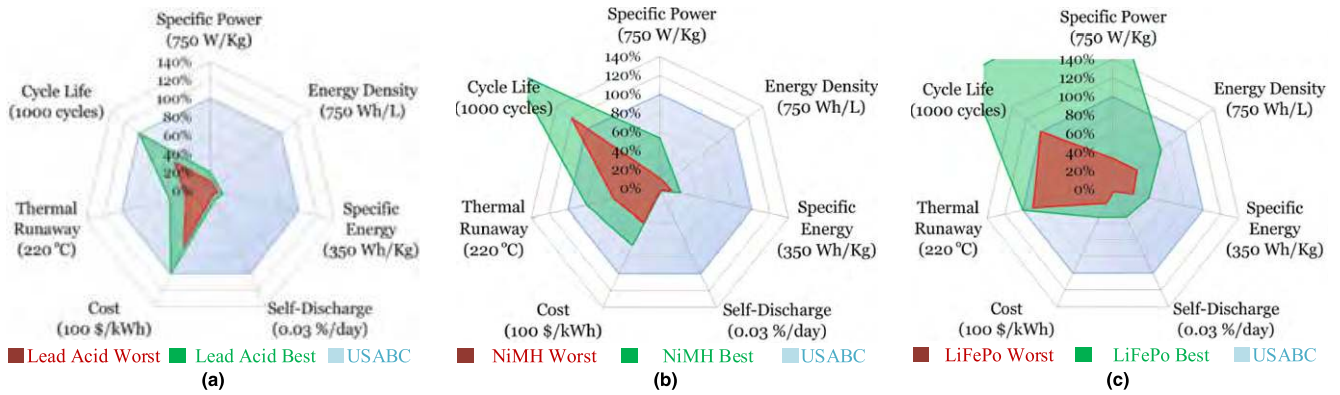 Specific Power
(750 W/Kg)
140%
120%
100%
80%
60%
40%
20%
0%
Energy Density
(750 Wh/L)
Specific
Energy
(350 Wh/Kg)
Self-Discharge
(0.03 %/day)
Cost
(100 $/kWh)
Thermal
Runaway
(220 °C)
Cycle Life
(1000 cycles)
Lead Acid Worst
Lead Acid Best
USABC
(a)
Specific Power
(750 W/Kg)
140%
120%
100%
80%
60%
40%
20%
0%
Energy Density
(750 Wh/L)
Specific
Energy
(350 Wh/Kg)
Self-Discharge
(0.03 %/day)
Cost
(100 $/kWh)
Thermal
Runaway
(220 °C)
Cycle Life
(1000 cycles)
NiMH Worst
NiMH Best
USABC
(b)
Specific Power
(750 W/Kg)
140%
120%
100%
80%
60%
40%
20%
0%
Energy Density
(750 Wh/L)
Specific
Energy
(350 Wh/Kg)
Self-Discharge
(0.03 %/day)
Cost
(100 $/kWh)
Thermal
Runaway
(220 °C)
Cycle Life
(1000 cycles)
LiFePo Worst
LiFePo Best
USABC
(c)